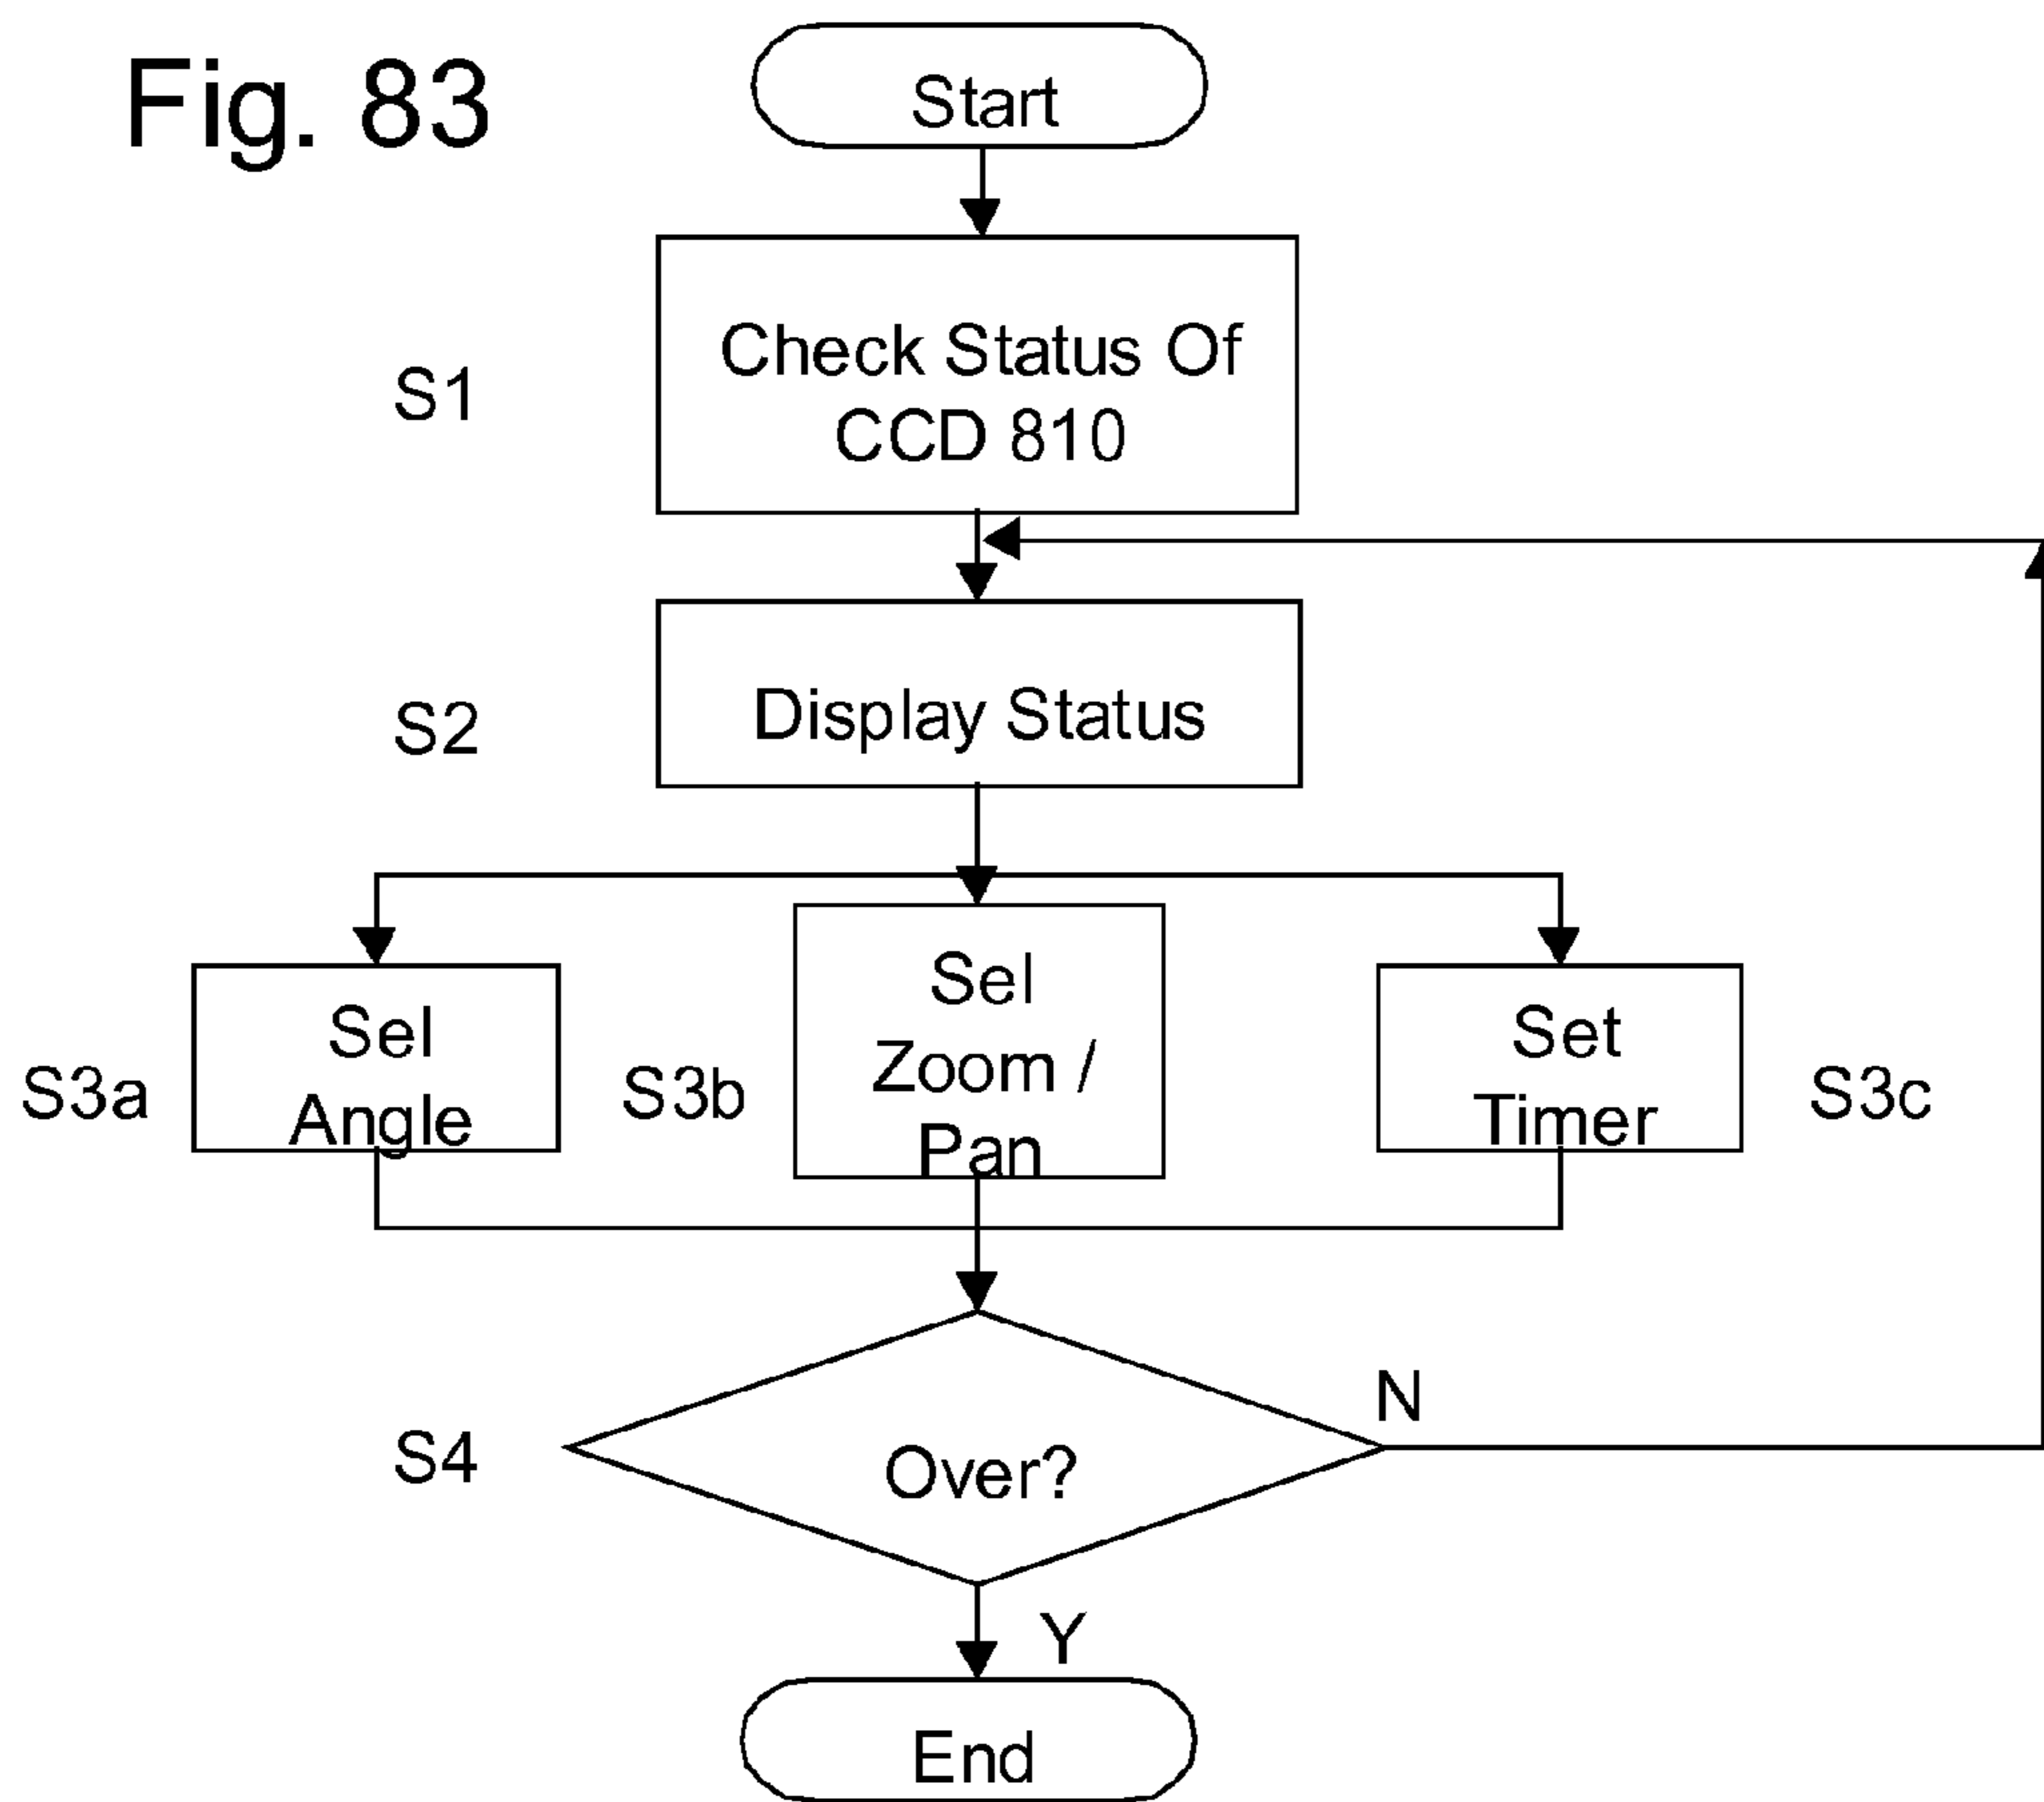 Fig. 83
Start
S1
Check Status Of
CCD 810
S2
Display Status
S3a
Sel
Angle
S3b
Sel
Zoom /
Pan
Set
Timer
S3c
S4
Over?
N
Y
End